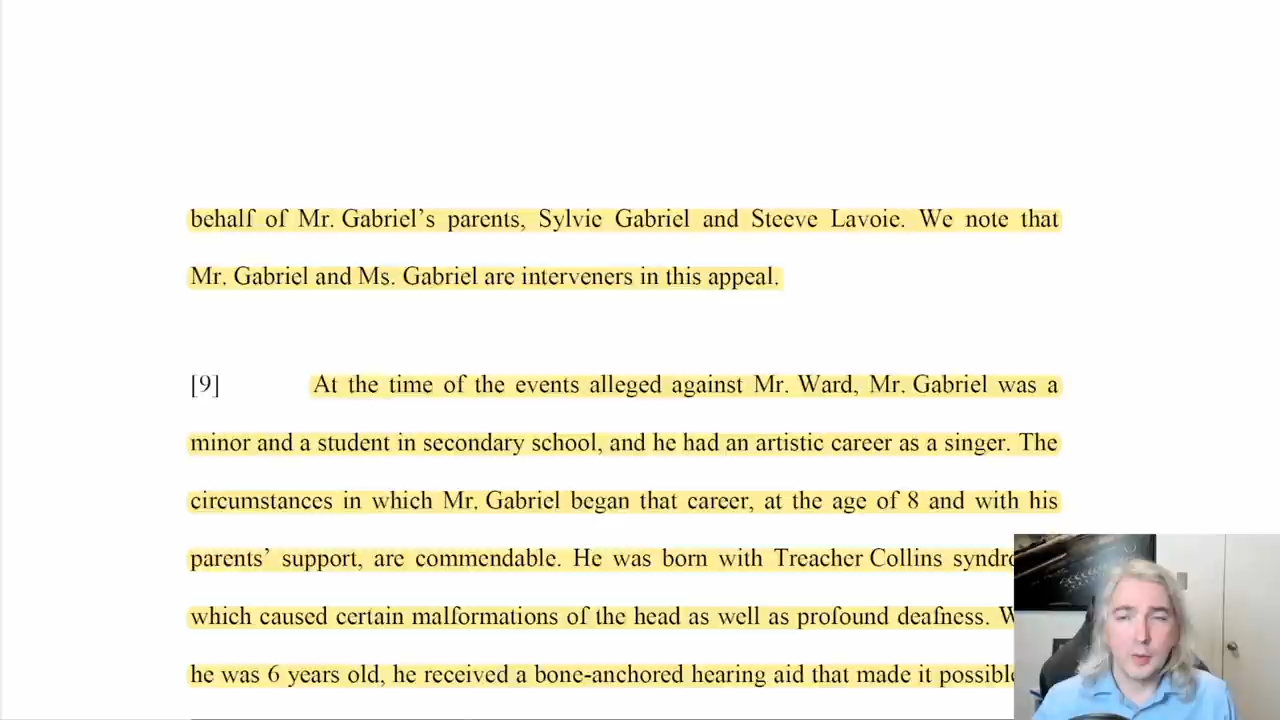 behalf of Mr. Gabriel’s parents, Sylvie Gabriel and Steeve Lavoie. We note that
Mr. Gabriel and Ms. Gabriel are interveners in this appeal.
[9] At the time of the events alleged against Mr. Ward, Mr. Gabriel was a
minor and a student in secondary school, and he had an artistic career as a singer. The
circumstances in which Mr. Gabriel began that career, at the age of 8 and with his
parents’ support, are commendable. He was born with Treacher Collins
which caused certain malformations of the head as well as profound deafness.
he was 6 years old, he received a bone-anchored hearing aid that made it possible